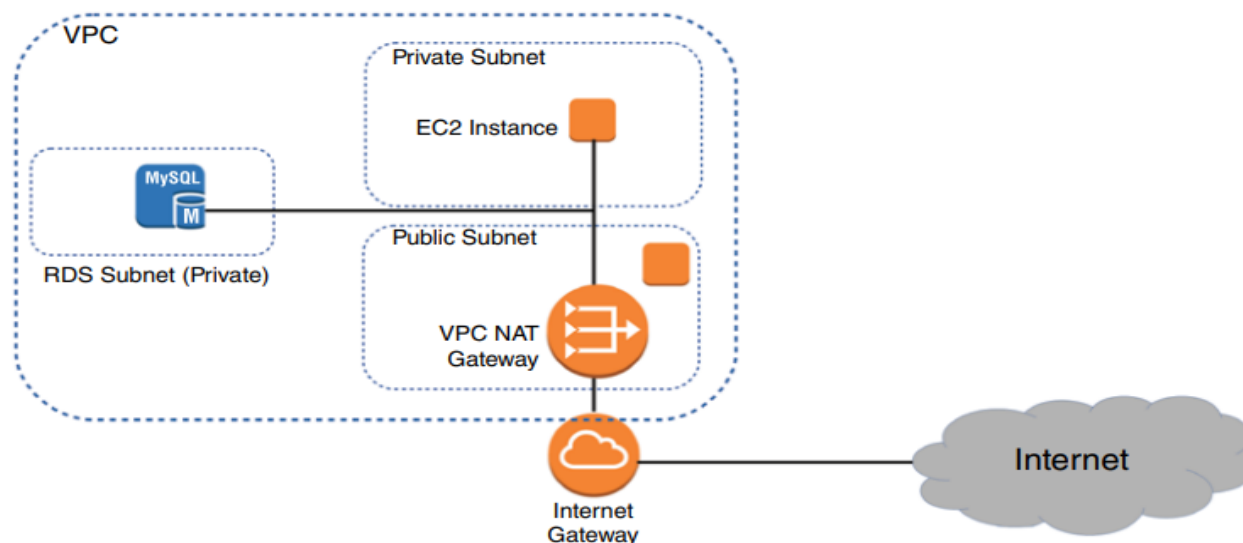 VPC
Private Subnet
EC2 Instance
MySQL
M
RDS Subnet (Private)
Public Subnet
VPC NAT
Gateway
Internet
Gateway
Internet